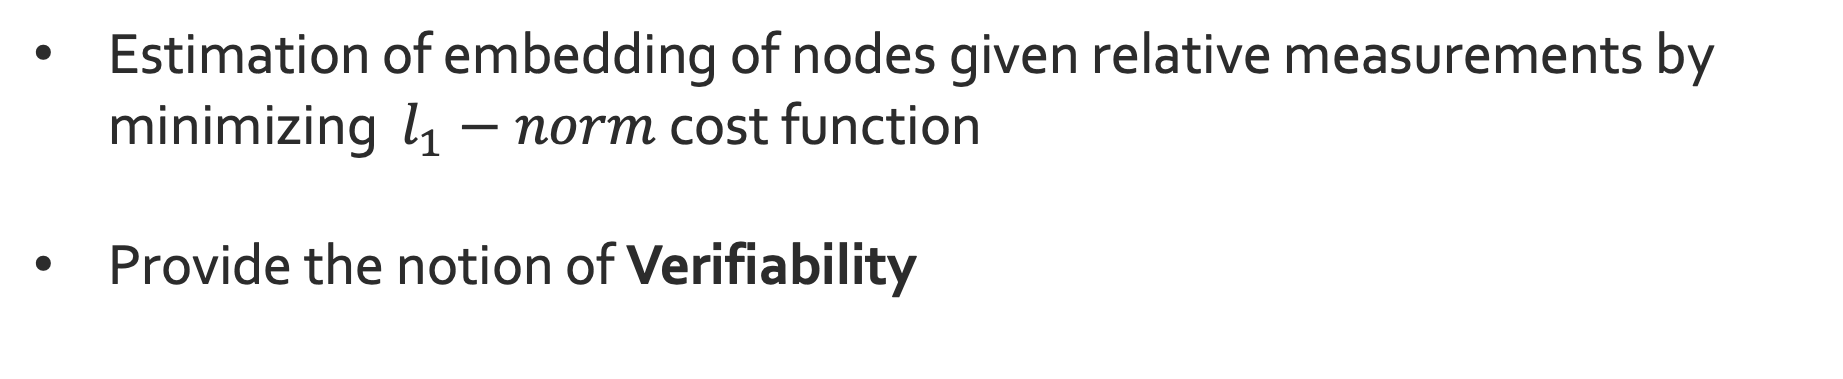 • Estimation of embedding of nodes given relative measurements by
minimizing l₁ − norm cost function
• Provide the notion of Verifiability